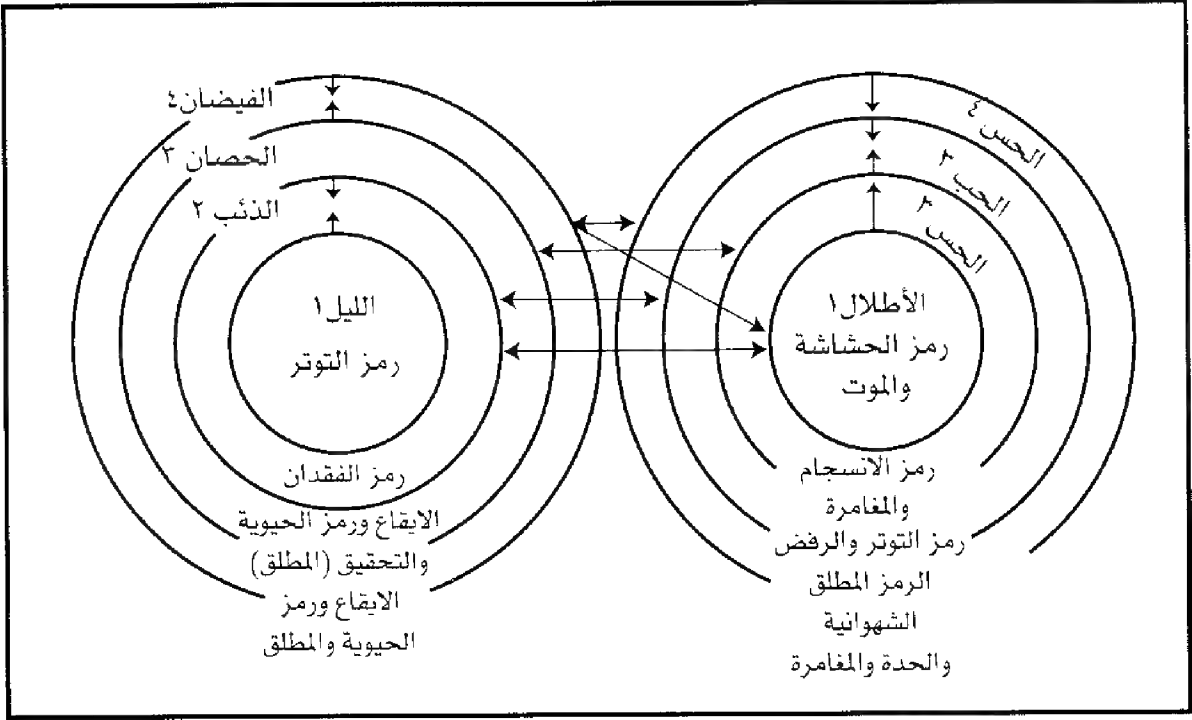 الحس ٤
الحب ٣
الحس ٢
الأطلال١
رمز الحشاشة
والموت
رمز الانسجام
والمغامرة
رمز التوتر والرفض
الرمز المطلق
الشهوانية
والحدة والمغامرة
الفيضان٤
الحصان ٣
الذئب ٢
الليل١
رمز التوتر
رمز الفقدان
الايقاع ورمز الحيوية
والتحقيق (المطلق)
الايقاع ورمز
الحيوية والمطلق